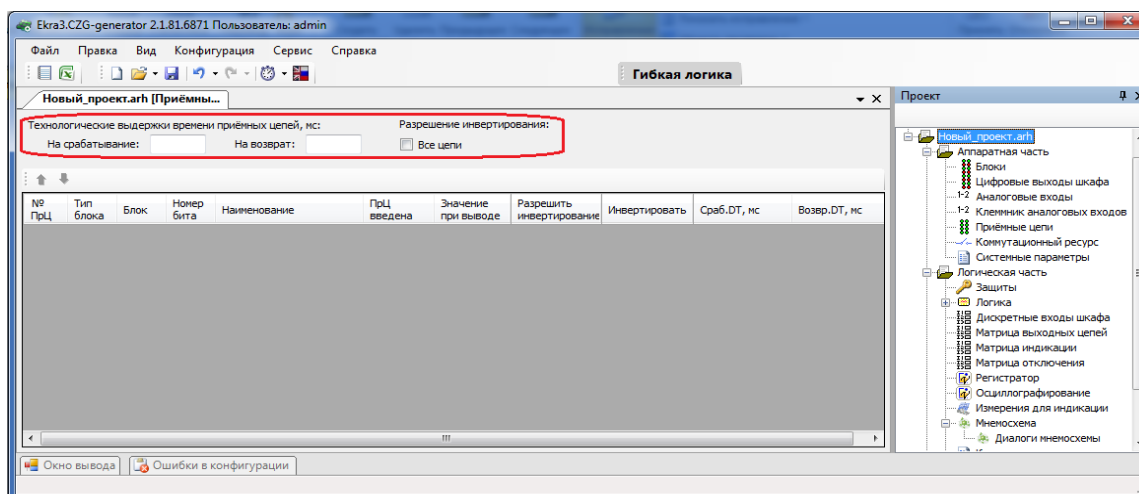 Ekra3.CZG-generator 2.1.81.6871 Пользователь: admin
Файл Правка Вид Конфигурация Сервис Справка
Гибкая логика
Новый_проект.arh [Приёмны...
Технологические выдержки времени приёмных цепей, мс: Разрешение инвертирования:
На срабатывание: На возврат: Все цепи
№ ПрЦ Тип блока Блок Номер бита Наименование ПрЦ введена Значение при выводе Разрешить инвертирование Инвертировать Сраб.DT, мс Возвр.DT, мс
Окно вывода Ошибки в конфигурации
Проект
Новый_проект.arh
Аппаратная часть
Блоки
Цифровые выходы шкафа
1-2 Аналоговые входы
1-2 Клеммник аналоговых входов
Приёмные цепи
Коммутационный ресурс
Системные параметры
Логическая часть
Защиты
Логика
Дискретные входы шкафа
Матрица выходных цепей
Матрица индикации
Матрица отключения
Регистратор
Осциллографирование
Измерения для индикации
Мнемосхема
Диалоги мнемосхемы